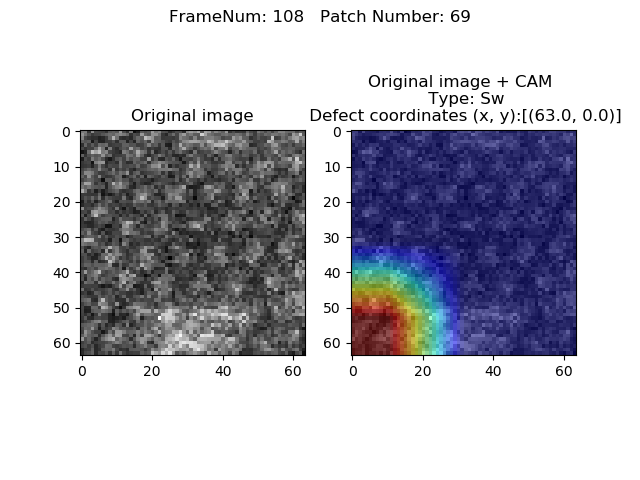 FrameNum: 108   Patch Number: 69
Original image
Original image + CAM
Type: Sw
Defect coordinates (x, y):[(63.0, 0.0)]
0
10
20
30
40
50
60
0 20 40 60
0
10
20
30
40
50
60
0 20 40 60